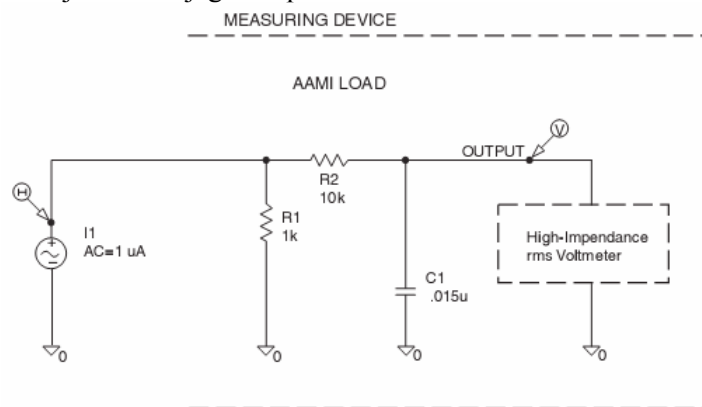 MEASURING DEVICE
AAMI LOAD
OUTPUT
V
R2
10k
H
I1
AC=1 uA
R1
1k
High-Impendance
rms Voltmeter
C1
.015u
0
0
0
0